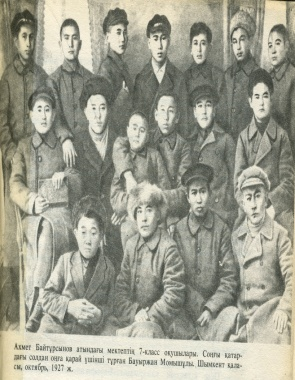 Ахмет Байтұрсынов атындағы мектептің 7-класс оқушылары. Соңғы қатар-
дағы солдан оңға қарай үшінші тұрған Бауыржан Момышұлы. Шымкент қала-
сы, октябрь, 1927 ж.